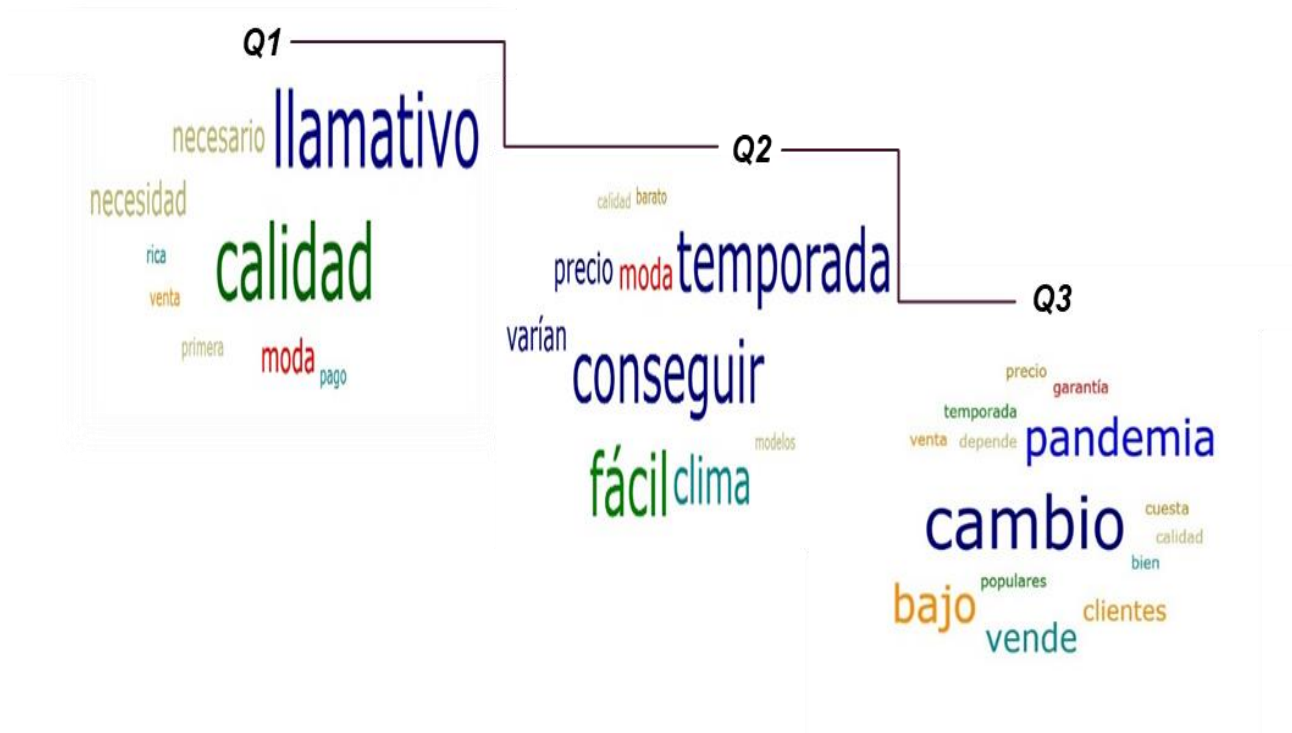 Q1
necesario llamativo
necesidad
rica
calidad
venta
primera
moda
pago
Q2
calidad barato
precio moda temporada
varían
conseguir
fácil clima
modelos
Q3
precio
garantía
temporada
venta depende pandemia
cambio
cuesta
calidad
bien
populares
bajo
clientes
vende